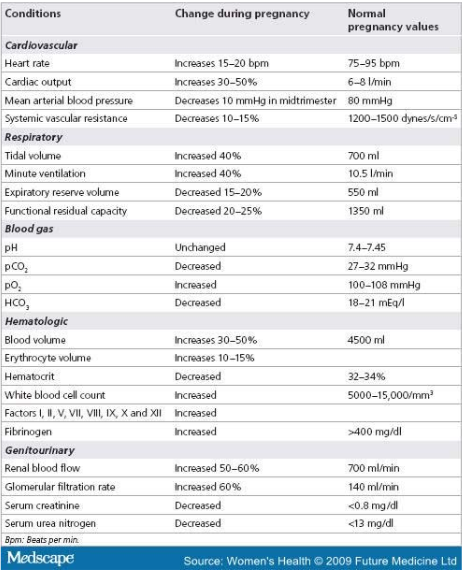 Conditions Change during pregnancy Normal
pregnancy values
Cardiovascular
Heart rate Increases 15–20 bpm 75–95 bpm
Cardiac output Increases 30–50% 6–8 l/min
Mean arterial blood pressure Decreases 10 mmHg in midtrimester 80 mmHg
Systemic vascular resistance Decreases 10–15% 1200–1500 dynes/s/cm⁻⁵
Respiratory
Tidal volume Increased 40% 700 ml
Minute ventilation Increased 40% 10.5 l/min
Expiratory reserve volume Decreased 15–20% 550 ml
Functional residual capacity Decreased 20–25% 1350 ml
Blood gas
pH Unchanged 7.4–7.45
pCO₂ Decreased 27–32 mmHg
pO₂ Increased 100–108 mmHg
HCO₃ Decreased 18–21 mEq/l
Hematologic
Blood volume Increases 30–50% 4500 ml
Erythrocyte volume Increases 10–15%
Hematocrit Decreased 32–34%
White blood cell count Increased 5000–15,000/mm³
Factors I, II, V, VII, VIII, IX, X and XII Increased
Fibrinogen Increased >400 mg/dl
Genitourinary
Renal blood flow Increased 50–60% 700 ml/min
Glomerular filtration rate Increased 60% 140 ml/min
Serum creatinine Decreased <0.8 mg/dl
Serum urea nitrogen Decreased <13 mg/dl
Bpm: Beats per min.
Medscape Source: Women's Health © 2009 Future Medicine Ltd